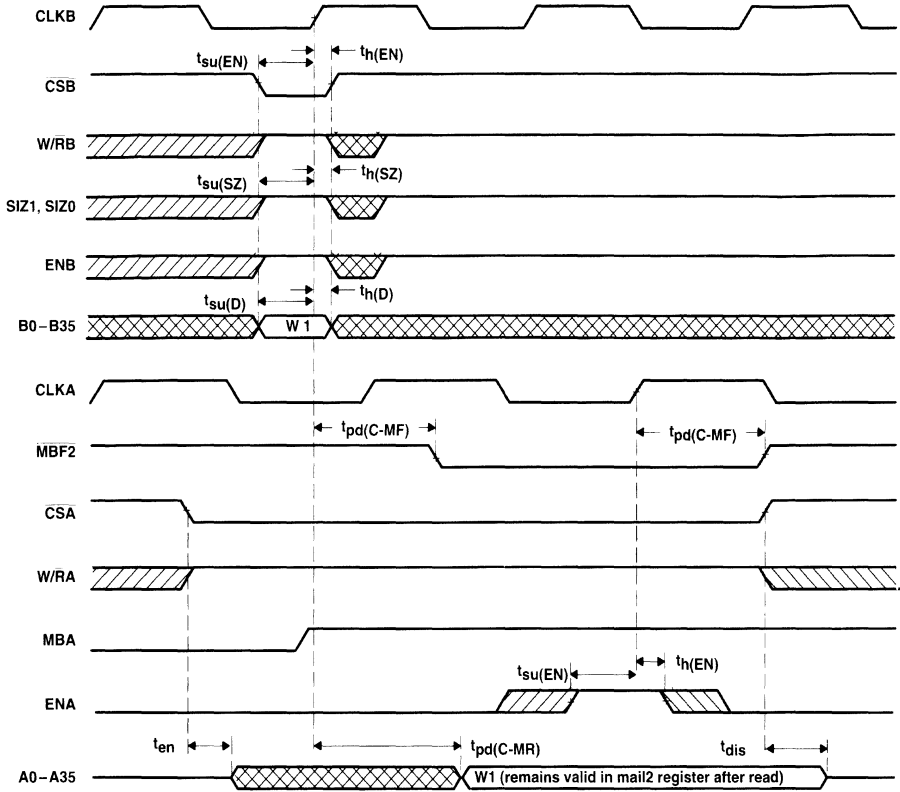 CLKB
tsu(EN)
th(EN)
CSB
W/RB
tsu(SZ)
th(SZ)
SIZ1, SIZ0
ENB
tsu(D)
th(D)
B0–B35
W 1
CLKA
tpd(C-MF)
tpd(C-MF)
MBF2
CSA
W/RA
MBA
tsu(EN)
th(EN)
ENA
ten
tpd(C-MR)
tdis
A0–A35
W1 (remains valid in mail2 register after read)